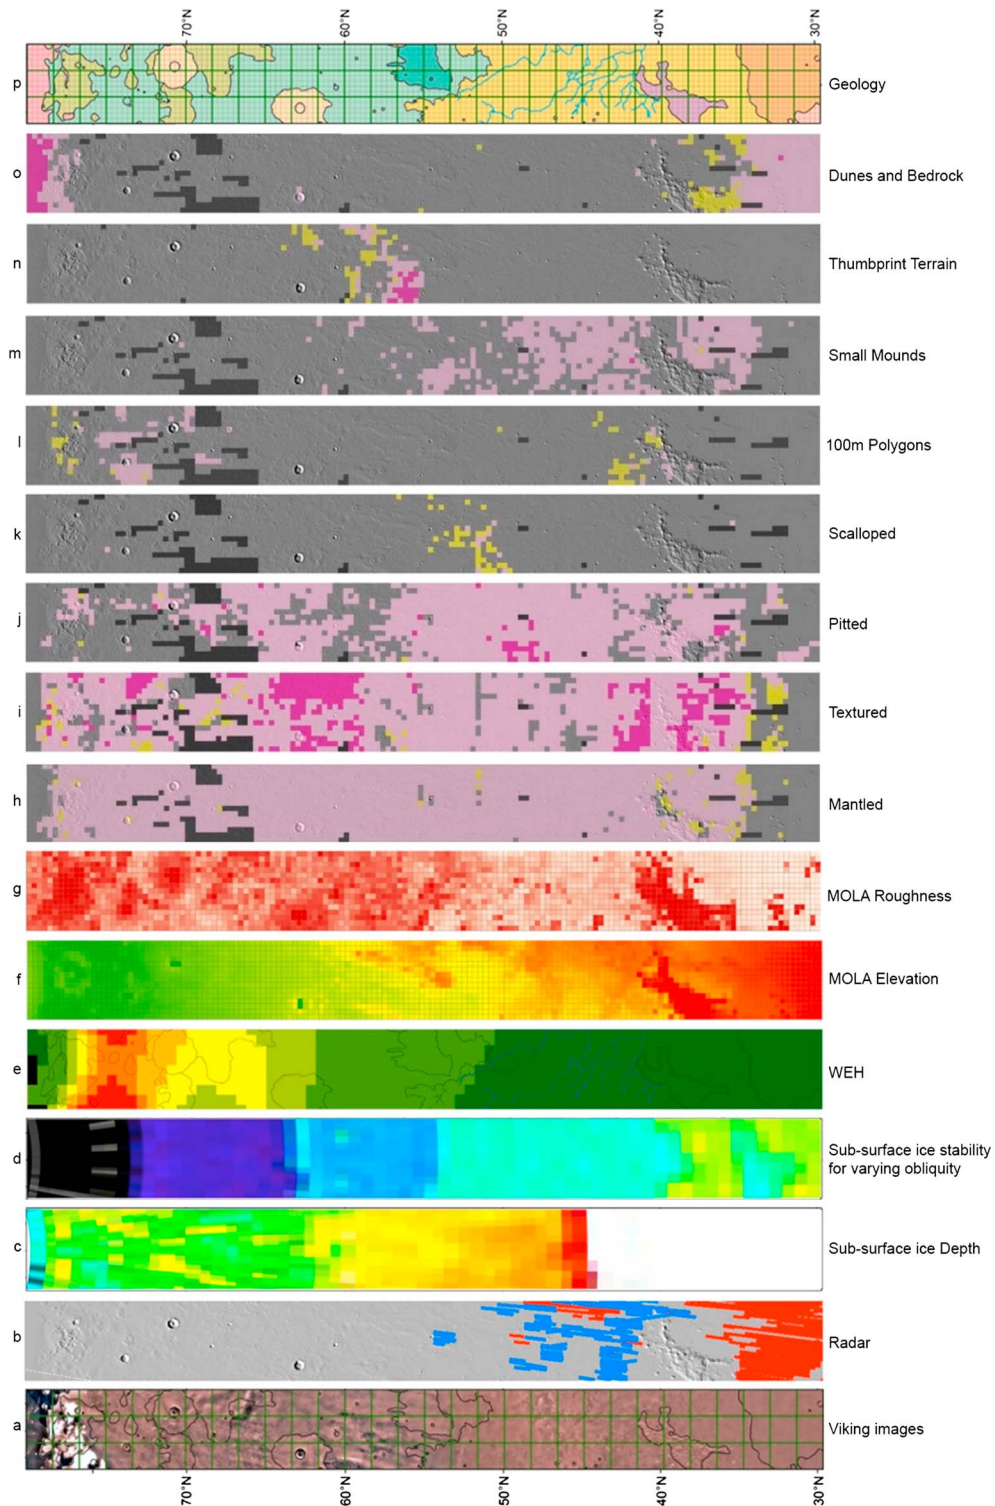 70°N 60°N 50°N 40°N 30°N
p Geology
o Dunes and Bedrock
n Thumbprint Terrain
m Small Mounds
l 100m Polygons
k Scalloped
j Pitted
i Textured
h Mantled
g MOLA Roughness
f MOLA Elevation
e WEH
d Sub-surface ice stability
for varying obliquity
c Sub-surface ice Depth
b Radar
a Viking images
70°N 60°N 50°N 40°N 30°N